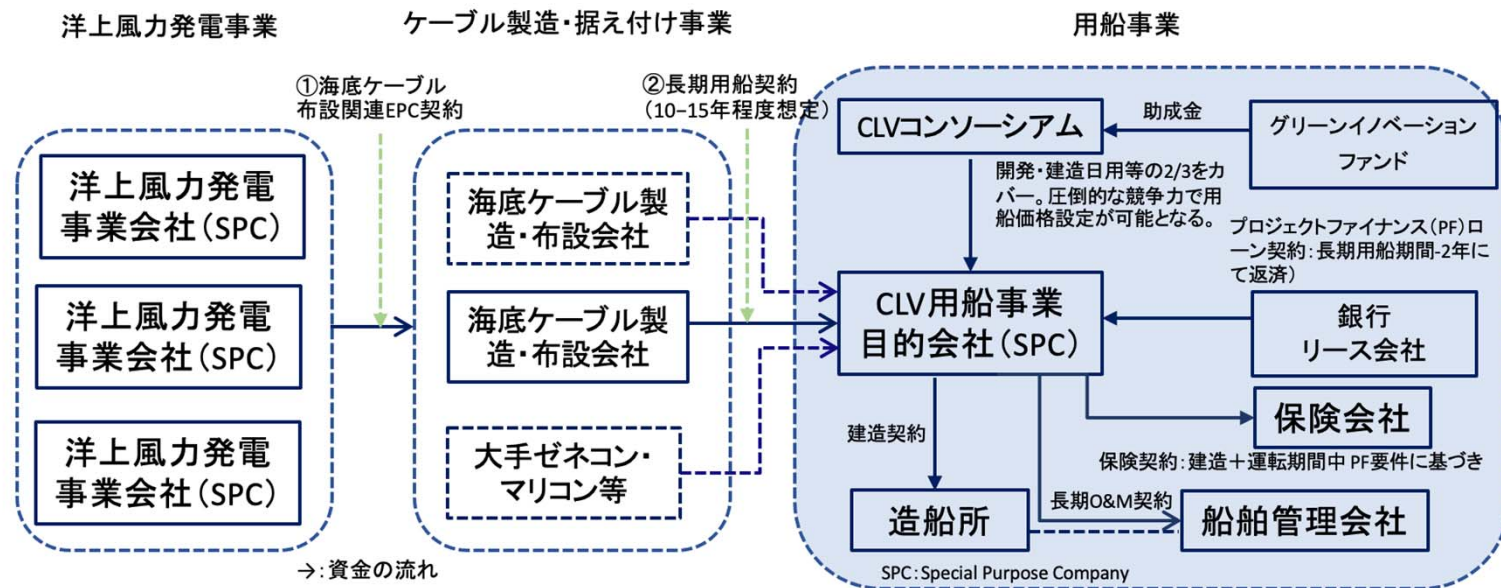 洋上風力発電事業
ケーブル製造・据え付け事業
用船事業
①海底ケーブル
布設関連EPC契約
②長期用船契約
（10–15年程度想定）
洋上風力発電
事業会社（SPC）
洋上風力発電
事業会社（SPC）
洋上風力発電
事業会社（SPC）
→：資金の流れ
海底ケーブル製
造・布設会社
海底ケーブル製
造・布設会社
大手ゼネコン・
マリコン等
CLVコンソーシアム
助成金
グリーンイノベーション
ファンド
開発・建造日用等の2/3をカ
バー。圧倒的な競争力で用
船価格設定が可能となる。
プロジェクトファイナンス（PF）ロ
ーン契約：長期用船期間-2年に
て返済）
CLV用船事業
目的会社（SPC）
銀行
リース会社
保険会社
建造契約
保険契約：建造＋運転期間中 PF要件に基づき
長期O&M契約
造船所
船舶管理会社
SPC：Special Purpose Company